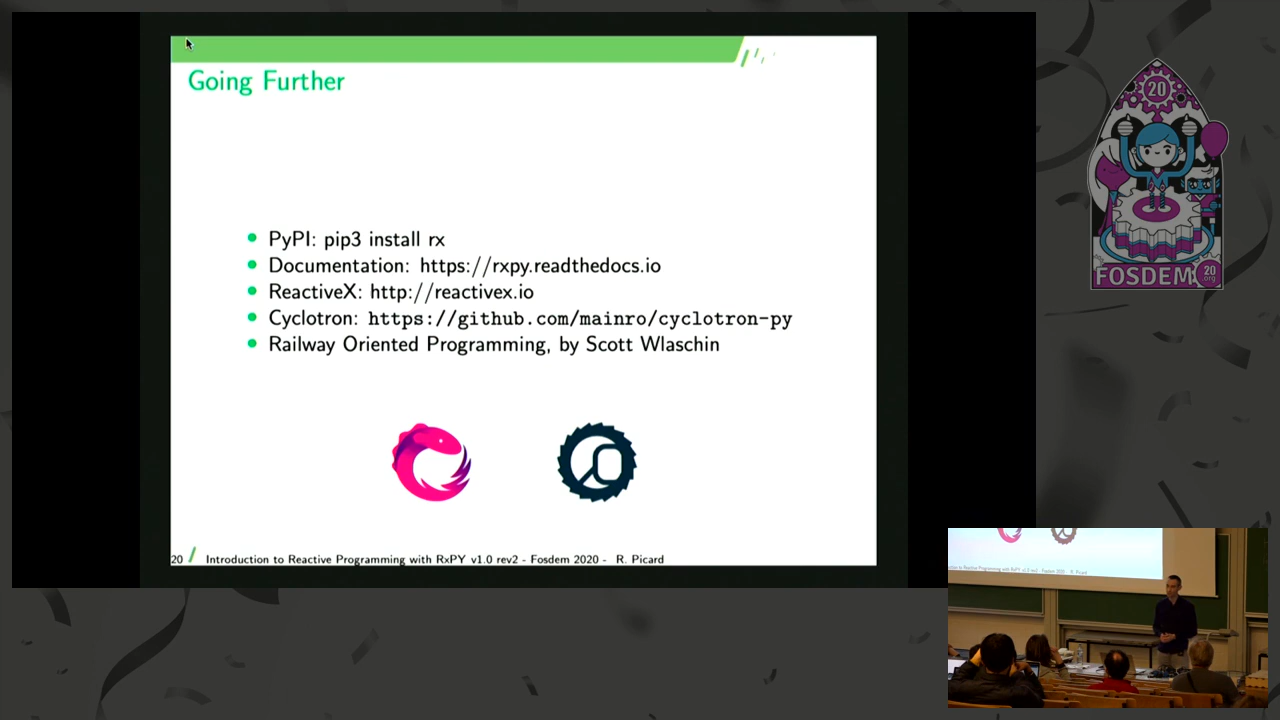 Going Further
PyPI: pip3 install rx
Documentation: https://rxpy.readthedocs.io
ReactiveX: http://reactivex.io
Cyclotron: https://github.com/mainro/cyclotron-py
Railway Oriented Programming, by Scott Wlaschin
20 Introduction to Reactive Programming with RxPY v1.0 rev2 - Fosdem 2020 - R. Picard
20
FOSDEM 20
.org